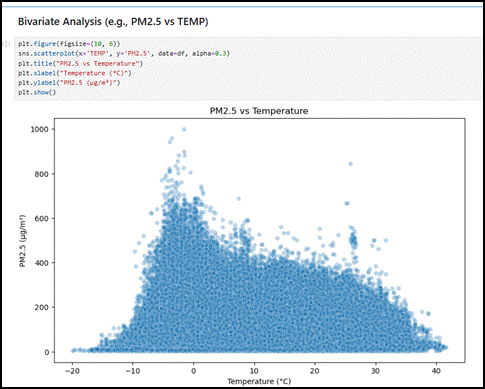 Bivariate Analysis (e.g., PM2.5 vs TEMP)
plt.figure(figsize=(10, 6))
sns.scatterplot(x='TEMP', y='PM2.5', data=df, alpha=0.3)
plt.title("PM2.5 vs Temperature")
plt.xlabel("Temperature (°C)")
plt.ylabel("PM2.5 (µg/m³)")
plt.show()
PM2.5 vs Temperature
1000
800
600
400
200
0
PM2.5 (µg/m³)
−20 −10 0 10 20 30 40
Temperature (°C)